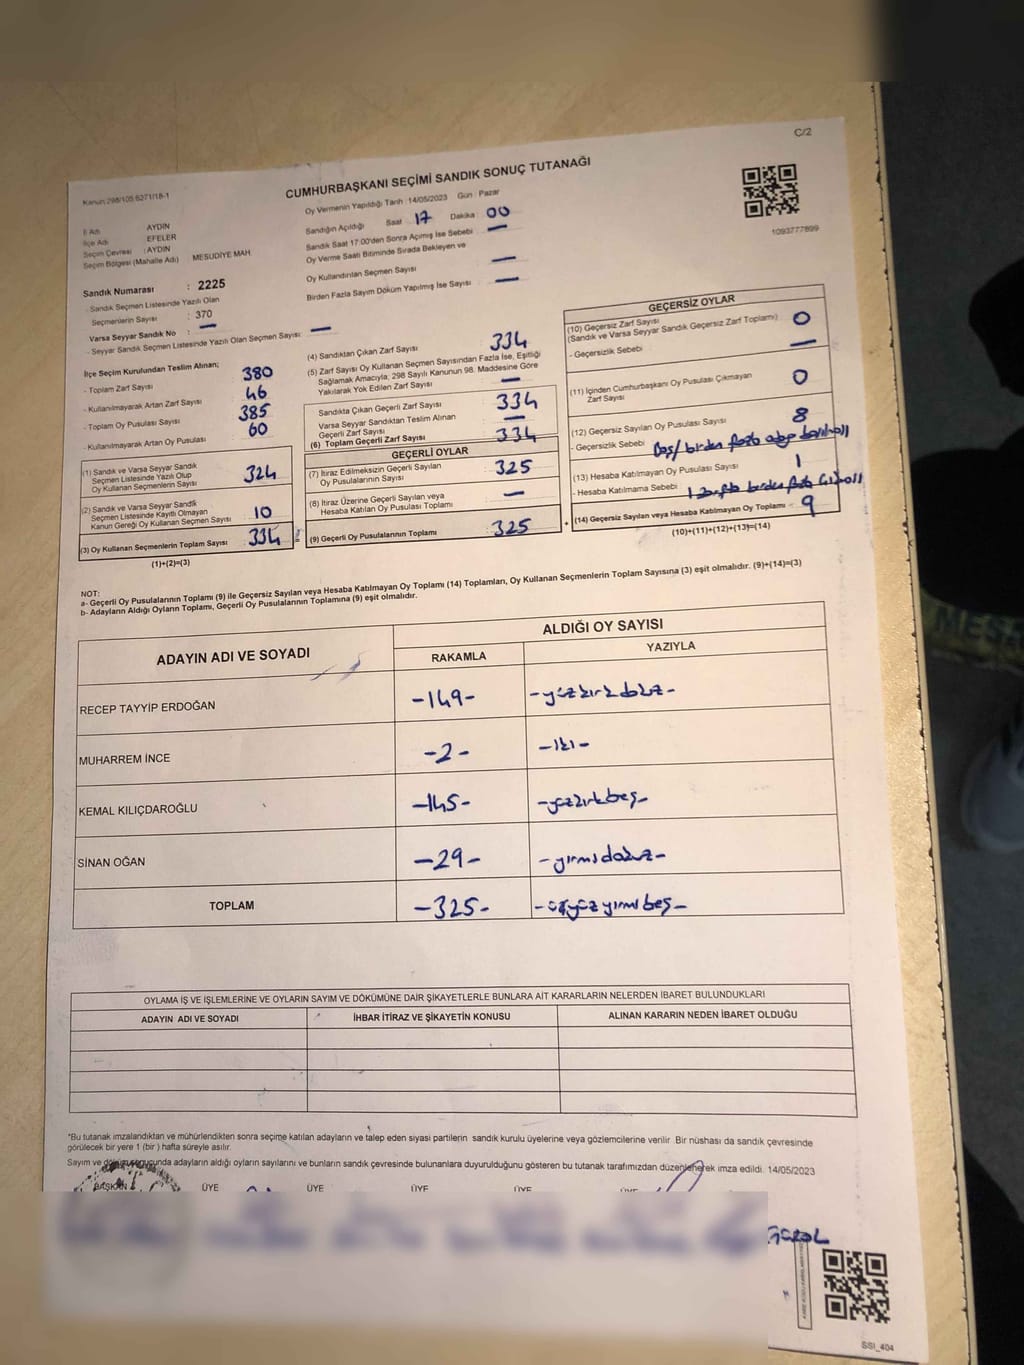 C/2
Kanun:298/105,6271/18-1
CUMHURBAŞKANI SEÇİMİ SANDIK SONUÇ TUTANAĞI
1093777899
İl Adı AYDIN
İlçe Adı EFELER
Seçim Çevresi : AYDIN
Seçim Bölgesi (Mahalle Adı) MESUDİYE MAH.
Sandık Numarası : 2225
- Sandık Seçmen Listesinde Yazılı Olan
Seçmenlerin Sayısı : 370
Varsa Seyyar Sandık No : —
- Seyyar Sandık Seçmen Listesinde Yazılı Olan Seçmen Sayısı: —
Oy Vermenin Yapıldığı Tarih :14/05/2023 Gün : Pazar
Sandığın Açıldığı Saat : 17 Dakika : 00
Sandık Saat 17:00'den Sonra Açılmış İse Sebebi : —
Oy Verme Saati Bitiminde Sırada Bekleyen ve
Oy Kullandırılan Seçmen Sayısı : —
Birden Fazla Sayım Döküm Yapılmış İse Sayısı : —
İlçe Seçim Kurulundan Teslim Alınan;
- Toplam Zarf Sayısı : 380
- Kullanılmayarak Artan Zarf Sayısı : 46
- Toplam Oy Pusulası Sayısı : 385
- Kullanılmayarak Artan Oy Pusulası : 60
(1) Sandık ve Varsa Seyyar Sandık
Seçmen Listesinde Yazılı Olup
Oy Kullanan Seçmenlerin Sayısı 324
(2) Sandık ve Varsa Seyyar Sandık
Seçmen Listesinde Kayıtlı Olmayan
Kanun Gereği Oy Kullanan Seçmen Sayısı 10
(3) Oy Kullanan Seçmenlerin Toplam Sayısı 334
(1)+(2)=(3)
(4) Sandıktan Çıkan Zarf Sayısı 334
(5) Zarf Sayısı Oy Kullanan Seçmen Sayısından Fazla İse, Eşitliği
Sağlamak Amacıyla; 298 Sayılı Kanunun 98. Maddesine Göre
Yakılarak Yok Edilen Zarf Sayısı —
Sandıkta Çıkan Geçerli Zarf Sayısı 334
Varsa Seyyar Sandıktan Teslim Alınan
Geçerli Zarf Sayısı —
(6) Toplam Geçerli Zarf Sayısı 334
GEÇERLİ OYLAR
(7) İtiraz Edilmeksizin Geçerli Sayılan
Oy Pusulalarının Sayısı 325
(8) İtiraz Üzerine Geçerli Sayılan veya
Hesaba Katılan Oy Pusulası Toplamı —
(9) Geçerli Oy Pusulalarının Toplamı 325
GEÇERSİZ OYLAR
(10) Geçersiz Zarf Sayısı
(Sandık ve Varsa Seyyar Sandık Geçersiz Zarf Toplamı) 0
- Geçersizlik Sebebi —
(11) İçinden Cumhurbaşkanı Oy Pusulası Çıkmayan
Zarf Sayısı 0
(12) Geçersiz Sayılan Oy Pusulası Sayısı 8
- Geçersizlik Sebebi : Boş/ birden fazla
(13) Hesaba Katılmayan Oy Pusulası Sayısı 1
- Hesaba Katılmama Sebebi : 1 zarfta birden fazla
(14) Geçersiz Sayılan veya Hesaba Katılmayan Oy Toplamı 9
(10)+(11)+(12)+(13)=(14)
NOT:
a- Geçerli Oy Pusulalarının Toplamı (9) ile Geçersiz Sayılan veya Hesaba Katılmayan Oy Toplamı (14) Toplamları, Oy Kullanan Seçmenlerin Toplam Sayısına (3) eşit olmalıdır. (9)+(14)=(3)
b- Adayların Aldığı Oyların Toplamı, Geçerli Oy Pusulalarının Toplamına (9) eşit olmalıdır.
ADAYIN ADI VE SOYADI ALDIĞI OY SAYISI
RAKAMLA YAZIYLA
RECEP TAYYİP ERDOĞAN -149- -yüzkırkdokuz-
MUHARREM İNCE -2- -iki-
KEMAL KILIÇDAROĞLU -145- -yüzkırkbeş-
SİNAN OĞAN -29- -yirmidokuz-
TOPLAM -325- -üçyüzyirmibeş-
OYLAMA İŞ VE İŞLEMLERİNE VE OYLARIN SAYIM VE DÖKÜMÜNE DAİR ŞİKAYETLERLE BUNLARA AİT KARARLARIN NELERDEN İBARET BULUNDUKLARI
ADAYIN ADI VE SOYADI İHBAR İTİRAZ VE ŞİKAYETİN KONUSU ALINAN KARARIN NEDEN İBARET OLDUĞU
*Bu tutanak imzalandıktan ve mühürlendikten sonra seçime katılan adayların ve talep eden siyasi partilerin sandık kurulu üyelerine veya gözlemcilerine verilir. Bir nüshası da sandık çevresinde
görülecek bir yere 1 (bir) hafta süreyle asılır.
Sayım ve dökümü sonucunda adayların aldığı oyların sayılarını ve bunların sandık çevresinde bulunanlara duyurulduğunu gösteren bu tutanak tarafımızdan düzenlenerek imza edildi. 14/05/2023
BAŞKAN ÜYE ÜYE ÜYE ÜYE ÜYE
SSI_404